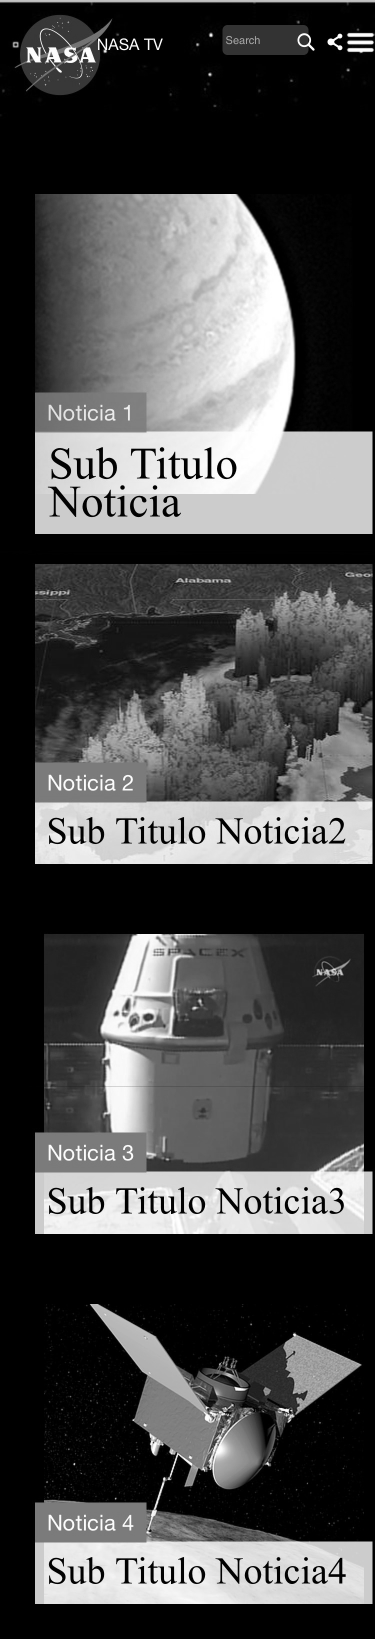 NASA
NASA TV
Search
Noticia 1
Sub Titulo
Noticia
Alabama
ssippi
Geo
Noticia 2
Sub Titulo Noticia2
SPACEX
NASA
Noticia 3
Sub Titulo Noticia3
Noticia 4
Sub Titulo Noticia4